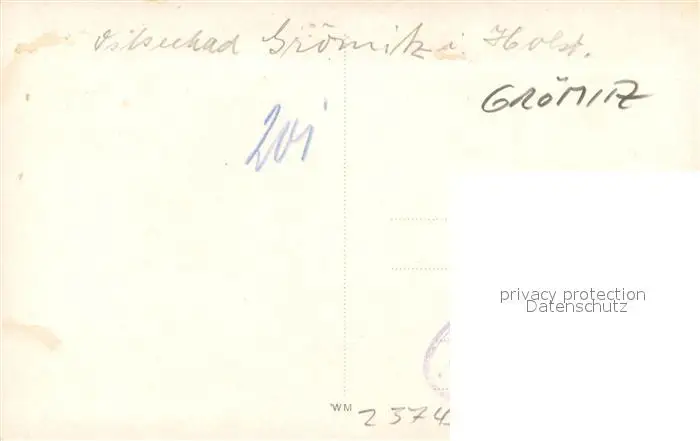 Ostseebad Grömitz i. Holst.
GRÖMITZ
201
privacy protection
Datenschutz
WM
2374